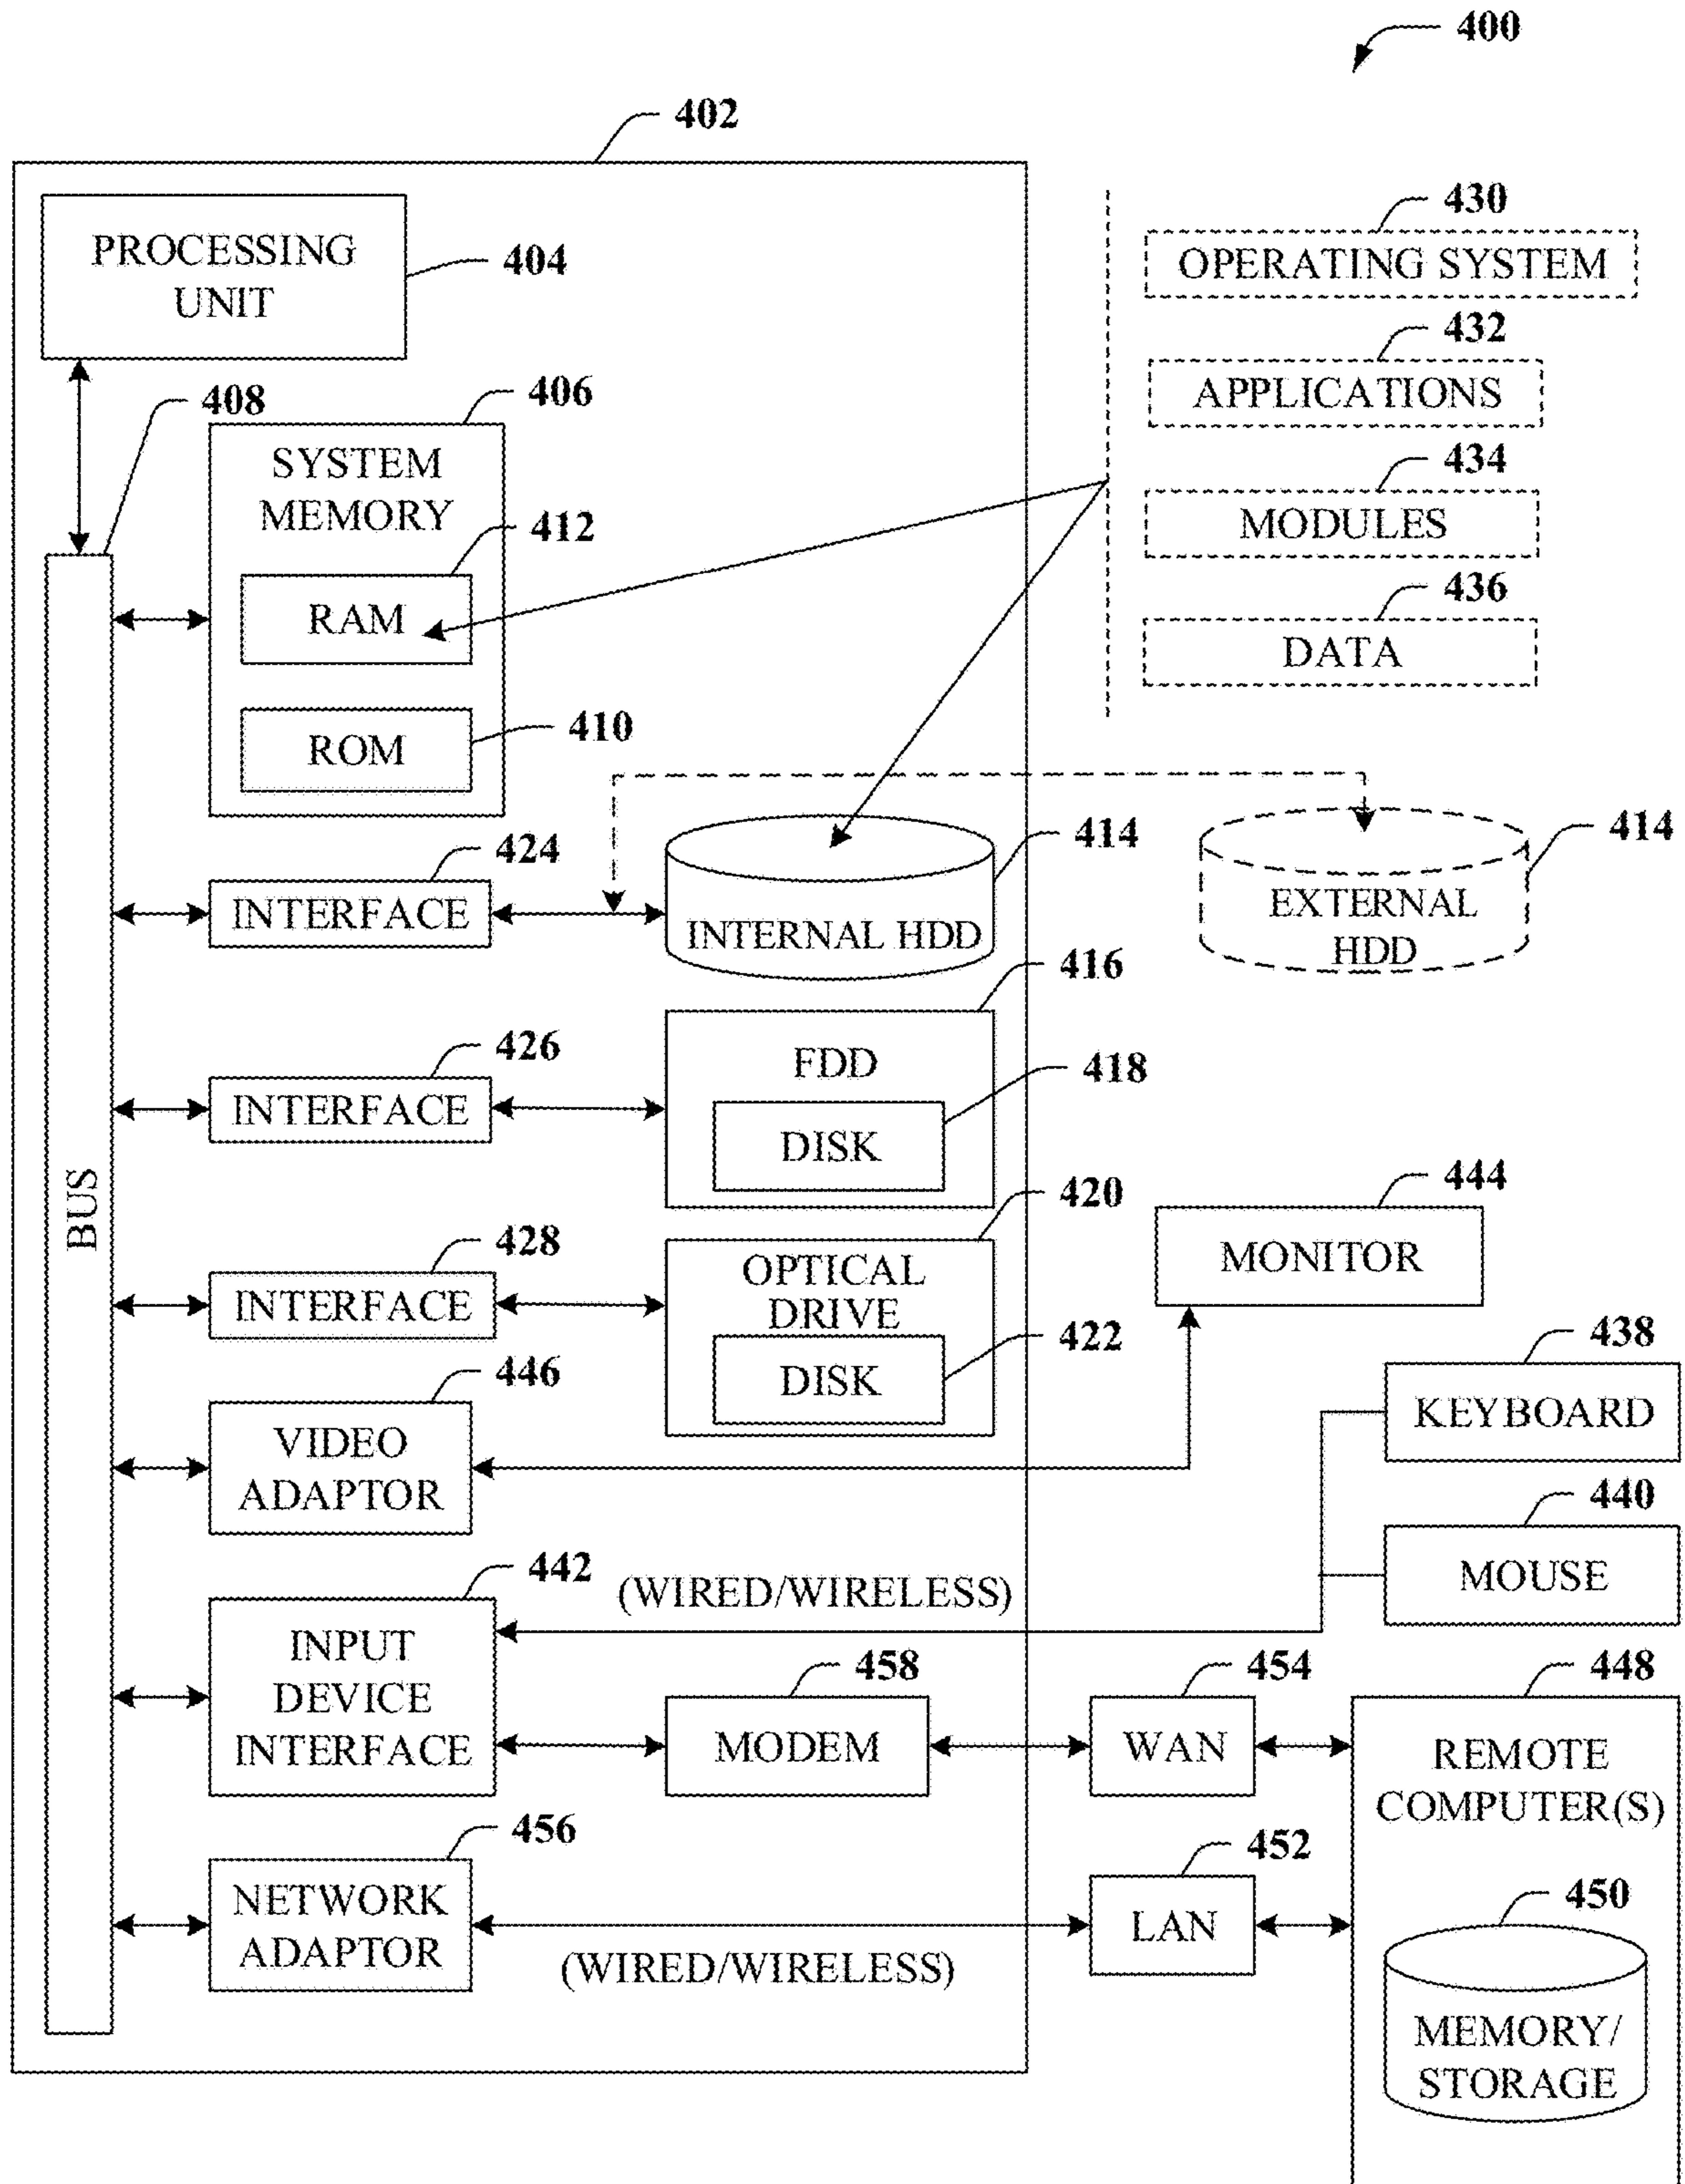 400
402
PROCESSING
UNIT
404
430
OPERATING SYSTEM
432
APPLICATIONS
434
MODULES
436
DATA
408
406
SYSTEM
MEMORY
412
RAM
410
ROM
424
INTERFACE
414
INTERNAL HDD
414
EXTERNAL
HDD
416
FDD
418
DISK
426
INTERFACE
BUS
420
OPTICAL
DRIVE
422
DISK
428
INTERFACE
444
MONITOR
446
VIDEO
ADAPTOR
438
KEYBOARD
440
MOUSE
442
INPUT
DEVICE
INTERFACE
(WIRED/WIRELESS)
458
MODEM
454
WAN
448
REMOTE
COMPUTER(S)
456
NETWORK
ADAPTOR
(WIRED/WIRELESS)
452
LAN
450
MEMORY/
STORAGE